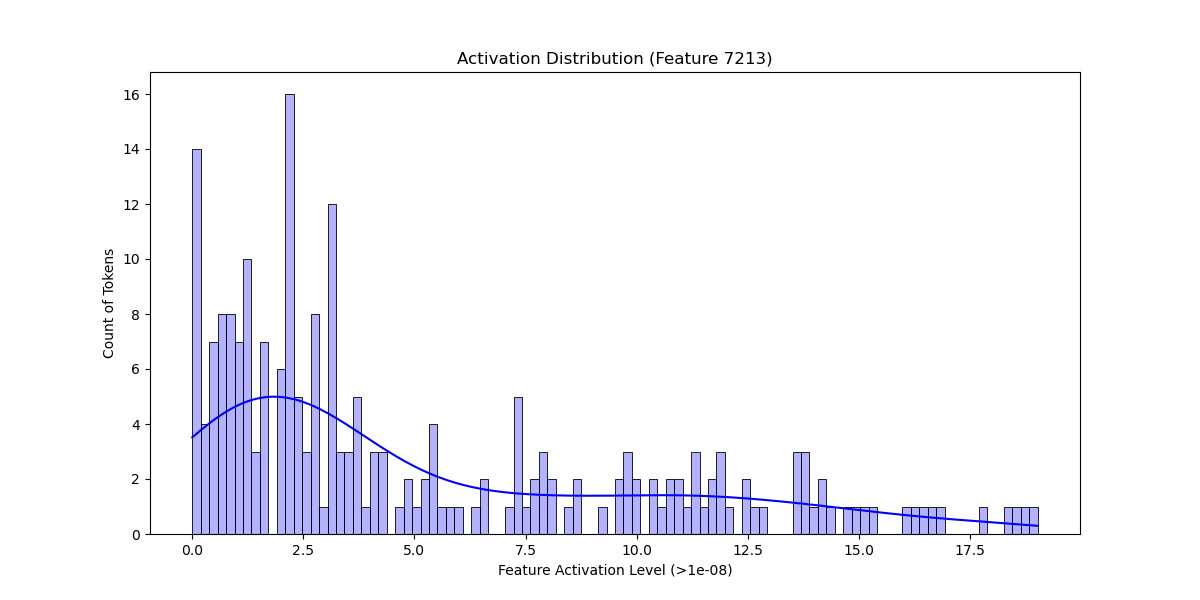 Activation Distribution (Feature 7213)
16
14
12
10
8
6
4
2
0
Count of Tokens
0.0 2.5 5.0 7.5 10.0 12.5 15.0 17.5
Feature Activation Level (>1e-08)